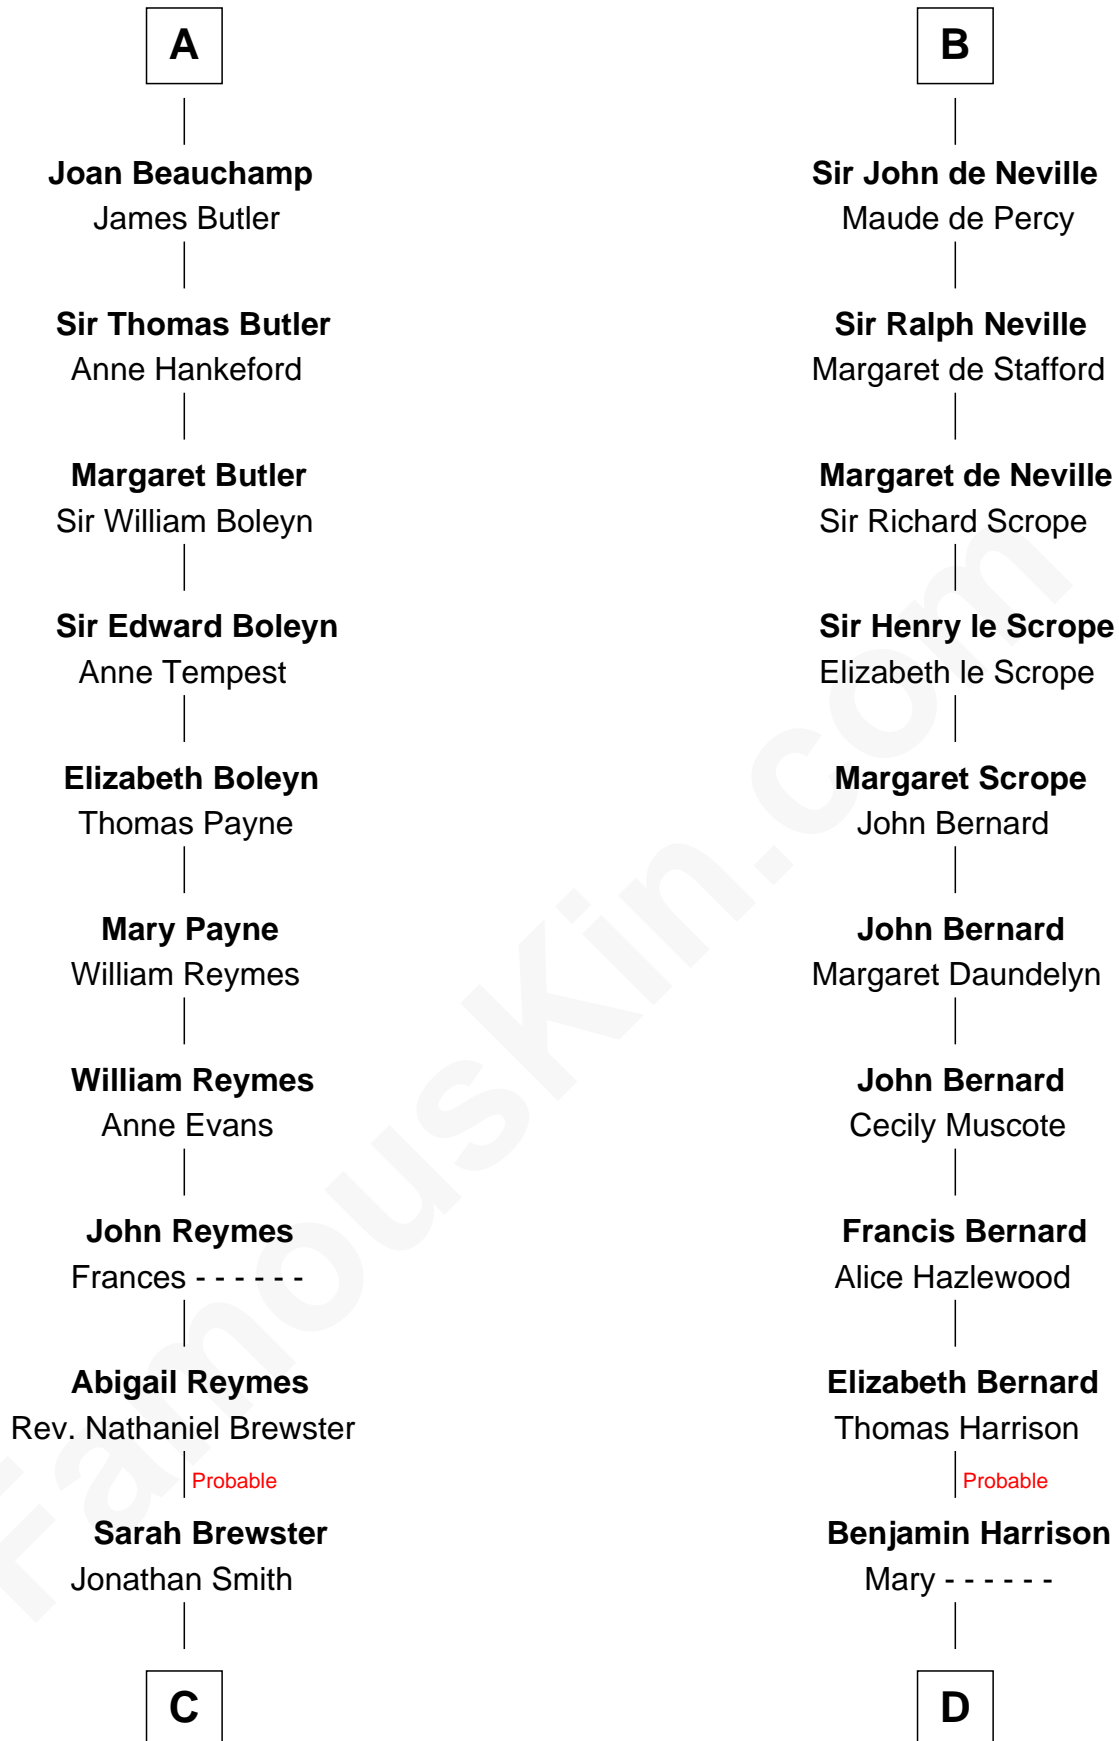 A
Joan Beauchamp
James Butler
Sir Thomas Butler
Anne Hankeford
Margaret Butler
Sir William Boleyn
Sir Edward Boleyn
Anne Tempest
Elizabeth Boleyn
Thomas Payne
Mary Payne
William Reymes
William Reymes
Anne Evans
John Reymes
Frances - - - - - -
Abigail Reymes
Rev. Nathaniel Brewster
Probable
Sarah Brewster
Jonathan Smith
C
B
Sir John de Neville
Maude de Percy
Sir Ralph Neville
Margaret de Stafford
Margaret de Neville
Sir Richard Scrope
Sir Henry le Scrope
Elizabeth le Scrope
Margaret Scrope
John Bernard
John Bernard
Margaret Daundelyn
John Bernard
Cecily Muscote
Francis Bernard
Alice Hazlewood
Elizabeth Bernard
Thomas Harrison
Probable
Benjamin Harrison
Mary - - - - - -
D
FamousKin.com